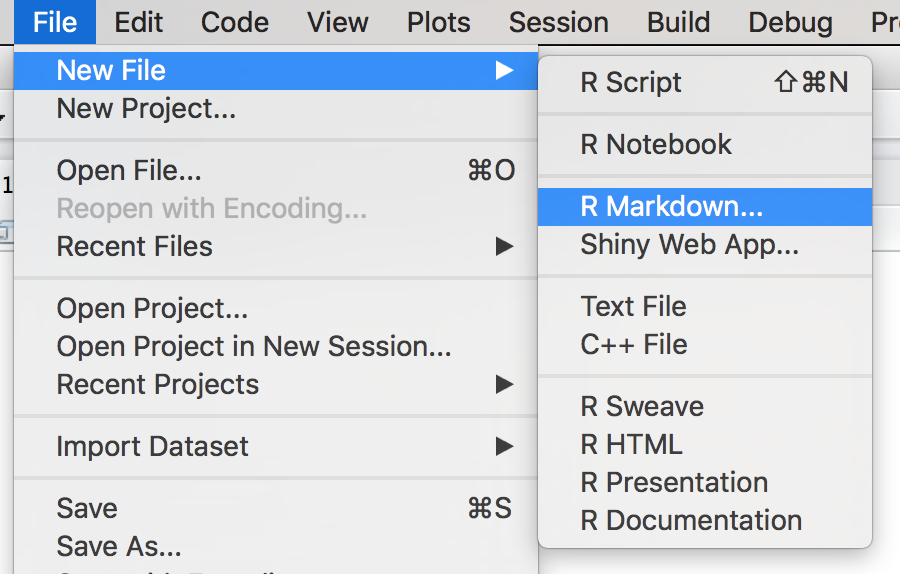 File Edit Code View Plots Session Build Debug
New File
New Project...
Open File... ⌘O
Reopen with Encoding...
Recent Files
Open Project...
Open Project in New Session...
Recent Projects
Import Dataset
Save ⌘S
Save As...
R Script ⇧⌘N
R Notebook
R Markdown...
Shiny Web App...
Text File
C++ File
R Sweave
R HTML
R Presentation
R Documentation